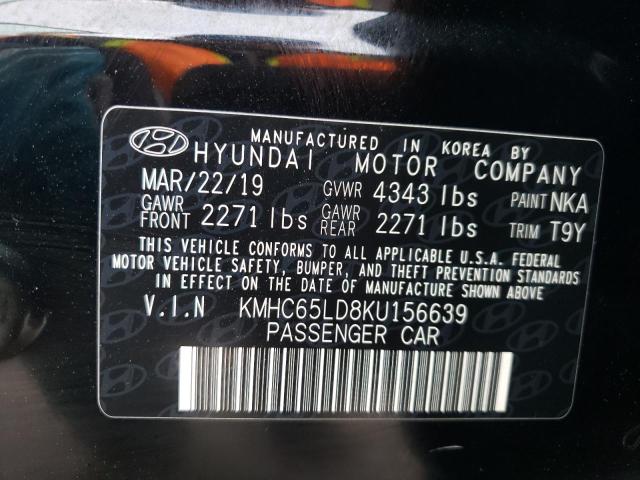 MANUFACTURED IN KOREA BY
HYUNDAI MOTOR COMPANY
MAR/22/19 GVWR 4343 lbs PAINT NKA
GAWR FRONT 2271 lbs GAWR REAR 2271 lbs TRIM T9Y
THIS VEHICLE CONFORMS TO ALL APPLICABLE U.S.A. FEDERAL
MOTOR VEHICLE SAFETY, BUMPER, AND THEFT PREVENTION STANDARDS
IN EFFECT ON THE DATE OF MANUFACTURE SHOWN ABOVE
V.I.N KMHC65LD8KU156639
PASSENGER CAR